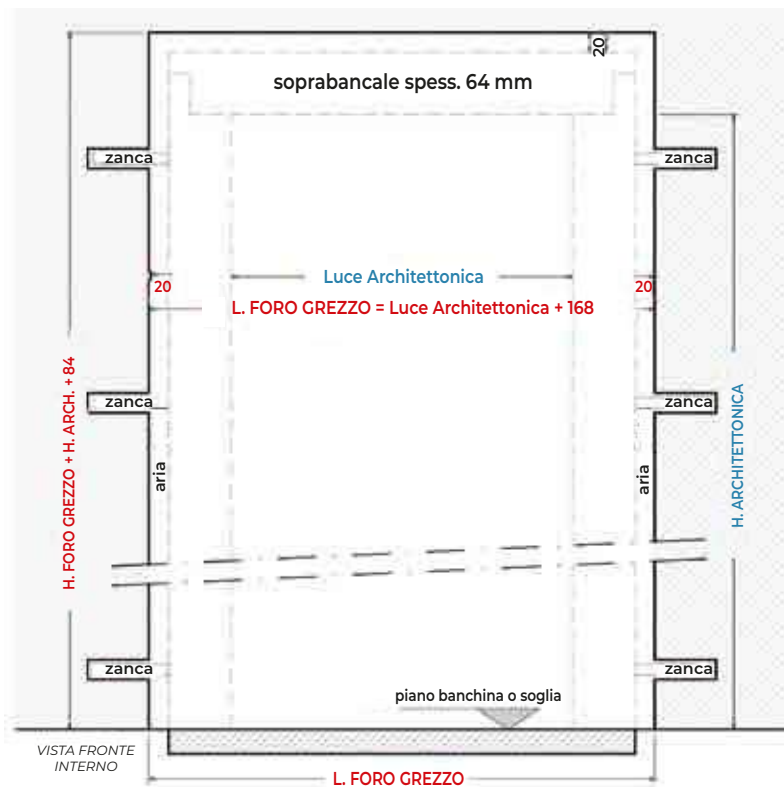 20
soprabancale spess. 64 mm
zanca
zanca
Luce Architettonica
20
20
L. FORO GREZZO = Luce Architettonica + 168
H. FORO GREZZO + H. ARCH. + 84
H. ARCHITETTONICA
zanca
zanca
aria
aria
zanca
zanca
piano banchina o soglia
VISTA FRONTE
INTERNO
L. FORO GREZZO